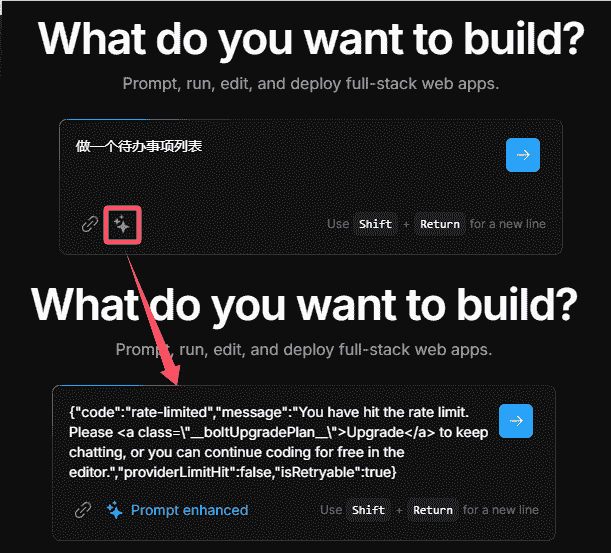 What do you want to build?
Prompt, run, edit, and deploy full-stack web apps.
做一个待办事项列表
Use Shift + Return for a new line
What do you want to build?
Prompt, run, edit, and deploy full-stack web apps.
{"code":"rate-limited","message":"You have hit the rate limit.
Please <a class=\"__boltUpgradePlan__\">Upgrade</a> to keep
chatting, or you can continue coding for free in the
editor.","providerLimitHit":false,"isRetryable":true}
Prompt enhanced Use Shift + Return for a new line